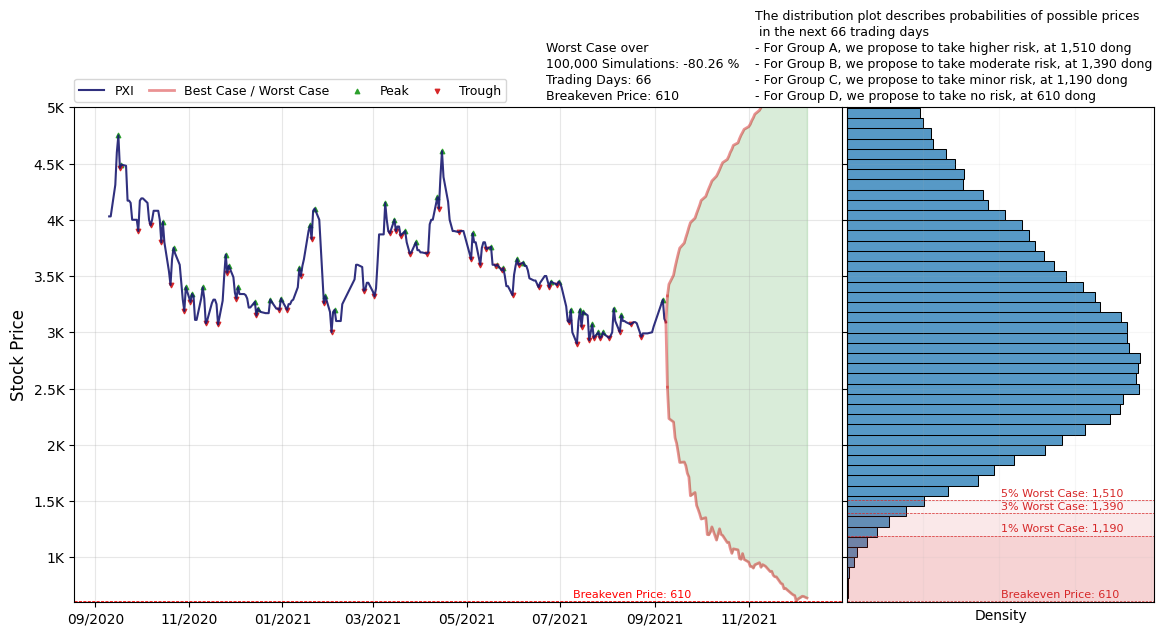 The distribution plot describes probabilities of possible prices
in the next 66 trading days
- For Group A, we propose to take higher risk, at 1,510 dong
- For Group B, we propose to take moderate risk, at 1,390 dong
- For Group C, we propose to take minor risk, at 1,190 dong
- For Group D, we propose to take no risk, at 610 dong
Worst Case over
100,000 Simulations: -80.26 %
Trading Days: 66
Breakeven Price: 610
PXI
Best Case / Worst Case
Peak
Trough
Stock Price
5K
4.5K
4K
3.5K
3K
2.5K
2K
1.5K
1K
09/2020
11/2020
01/2021
03/2021
05/2021
07/2021
09/2021
11/2021
Breakeven Price: 610
5% Worst Case: 1,510
3% Worst Case: 1,390
1% Worst Case: 1,190
Breakeven Price: 610
Density